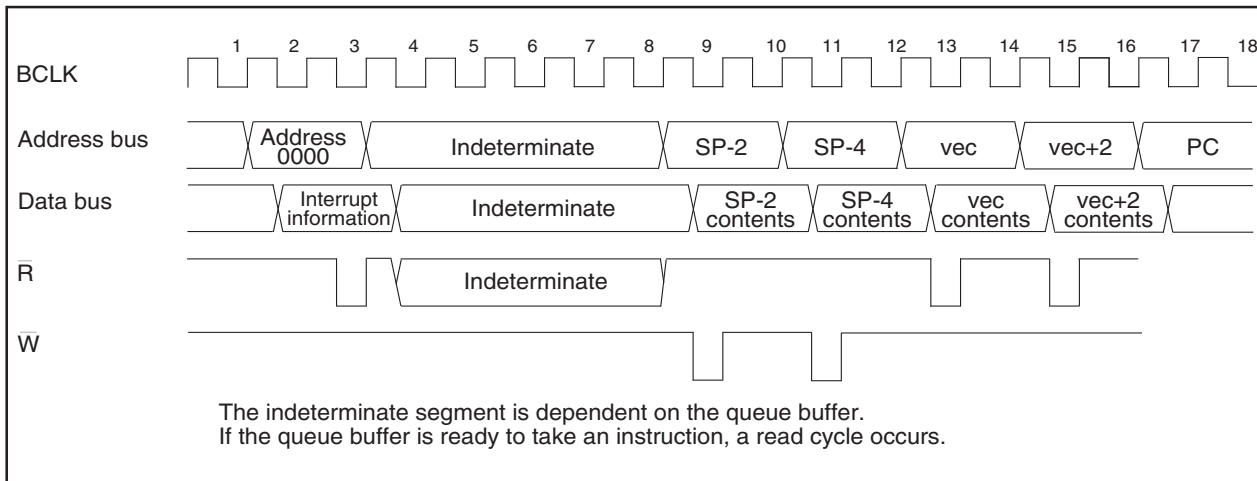 1 2 3 4 5 6 7 8 9 10 11 12 13 14 15 16 17 18
BCLK
Address bus
Address
0000
Indeterminate
SP-2
SP-4
vec
vec+2
PC
Data bus
Interrupt
information
Indeterminate
SP-2
contents
SP-4
contents
vec
contents
vec+2
contents
R̅
Indeterminate
W̅
The indeterminate segment is dependent on the queue buffer.
If the queue buffer is ready to take an instruction, a read cycle occurs.